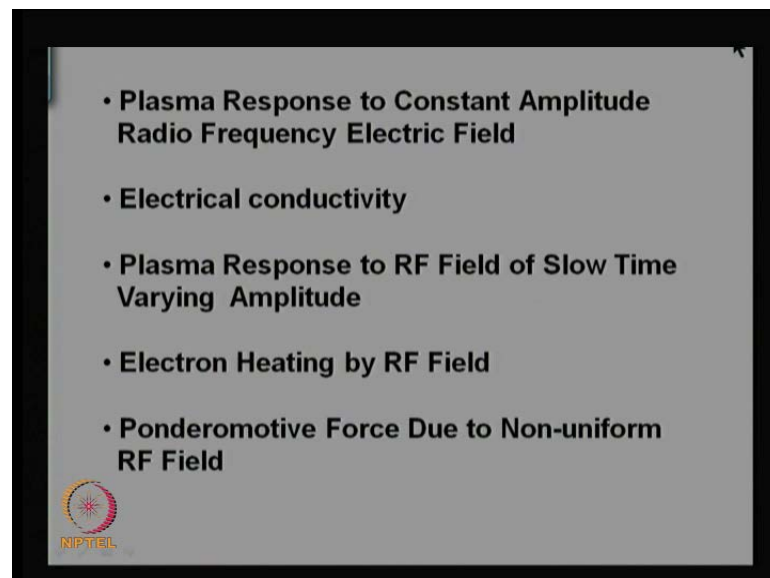 • Plasma Response to Constant Amplitude
Radio Frequency Electric Field
• Electrical conductivity
• Plasma Response to RF Field of Slow Time
Varying Amplitude
• Electron Heating by RF Field
• Ponderomotive Force Due to Non-uniform
RF Field
NPTEL